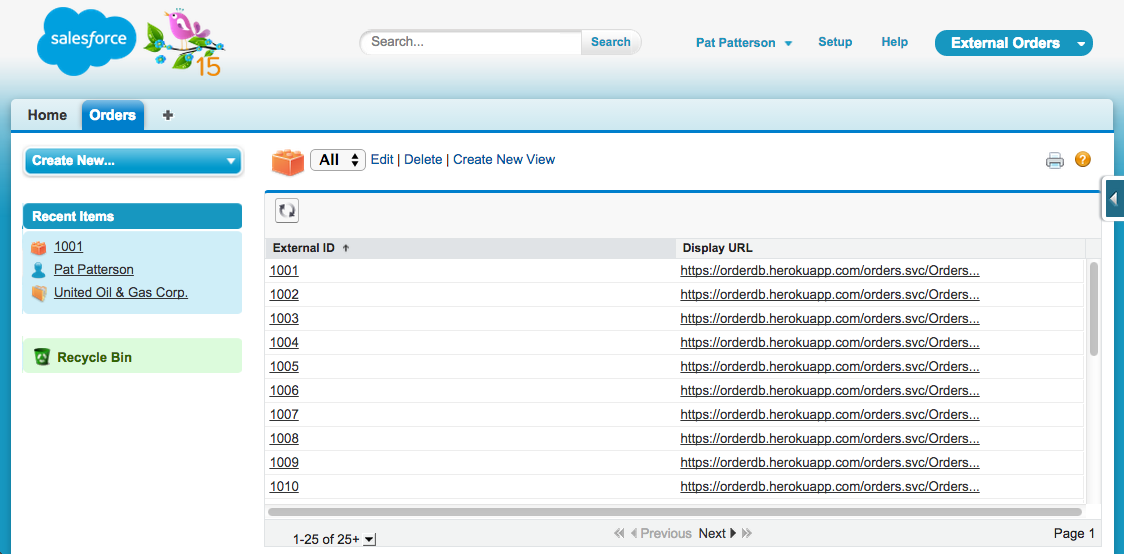 salesforce
15
Search... Search
Pat Patterson Setup Help External Orders
Home Orders +
Create New...
All Edit | Delete | Create New View
?
Recent Items
1001
Pat Patterson
United Oil & Gas Corp.
Recycle Bin
External ID Display URL
1001 https://orderdb.herokuapp.com/orders.svc/Orders...
1002 https://orderdb.herokuapp.com/orders.svc/Orders...
1003 https://orderdb.herokuapp.com/orders.svc/Orders...
1004 https://orderdb.herokuapp.com/orders.svc/Orders...
1005 https://orderdb.herokuapp.com/orders.svc/Orders...
1006 https://orderdb.herokuapp.com/orders.svc/Orders...
1007 https://orderdb.herokuapp.com/orders.svc/Orders...
1008 https://orderdb.herokuapp.com/orders.svc/Orders...
1009 https://orderdb.herokuapp.com/orders.svc/Orders...
1010 https://orderdb.herokuapp.com/orders.svc/Orders...
1-25 of 25+ Previous Next Page 1